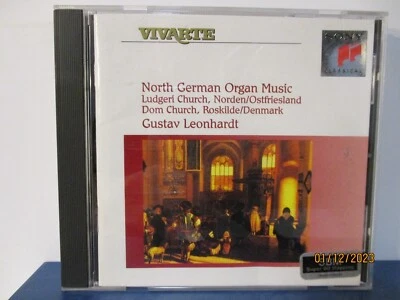 VIVARTE
SONY
CLASSICAL
North German Organ Music
Ludgeri Church, Norden/Ostfriesland
Dom Church, Roskilde/Denmark
Gustav Leonhardt
01/12/2023